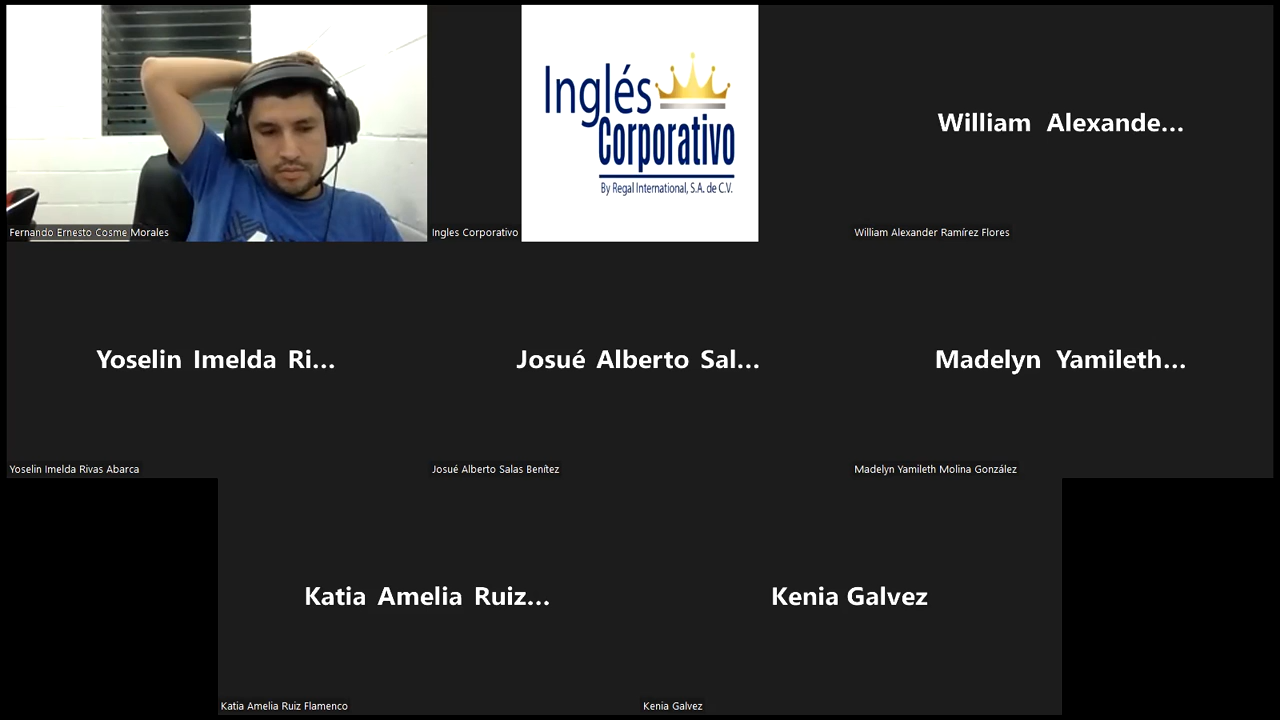 Inglés
Corporativo
By Regal International, S.A. de C.V.
William Alexande...
Fernando Ernesto Cosme Morales
Ingles Corporativo
William Alexander Ramírez Flores
Yoselin Imelda Ri...
Josué Alberto Sal...
Madelyn Yamileth...
Yoselin Imelda Rivas Abarca
Josué Alberto Salas Benítez
Madelyn Yamileth Molina González
Katia Amelia Ruiz...
Kenia Galvez
Katia Amelia Ruiz Flamenco
Kenia Galvez